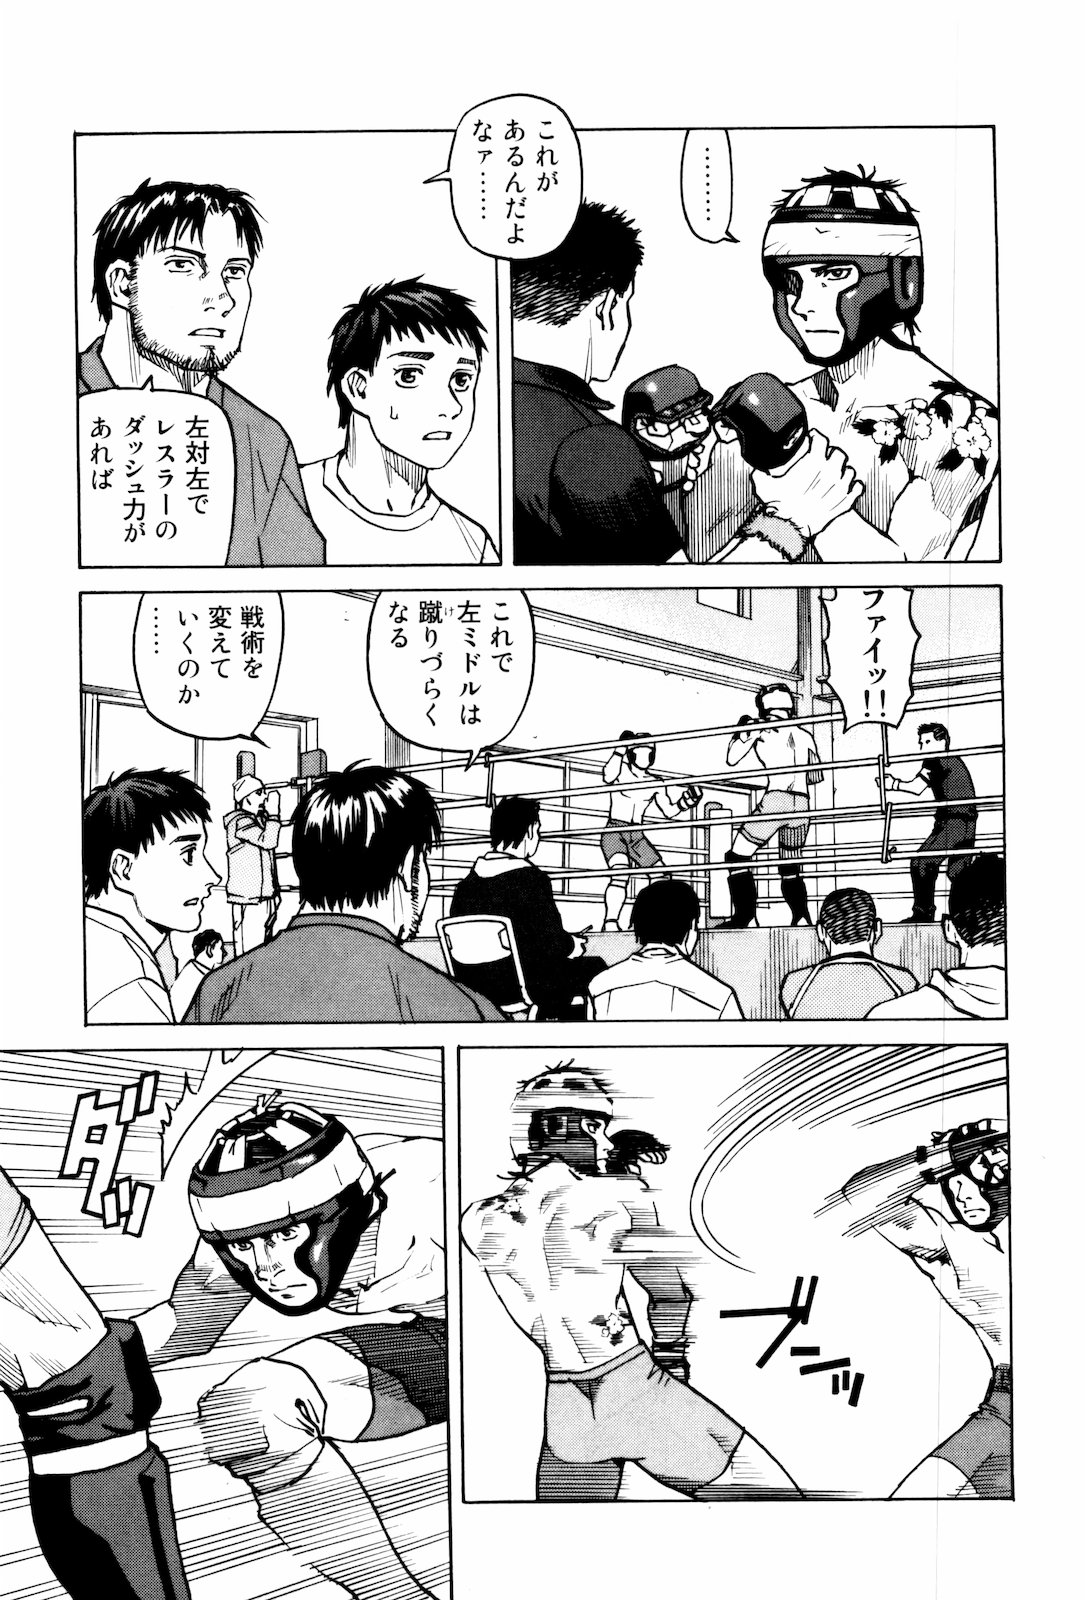 ………
これが
あるんだよ
なァ……
左対左で
レスラーの
ダッシュ力が
あれば
ファイッ!!
これで
左ミドルは
蹴りづらく
け
なる
戦術を
変えて
いくのか
……
ブンッ
ダッ